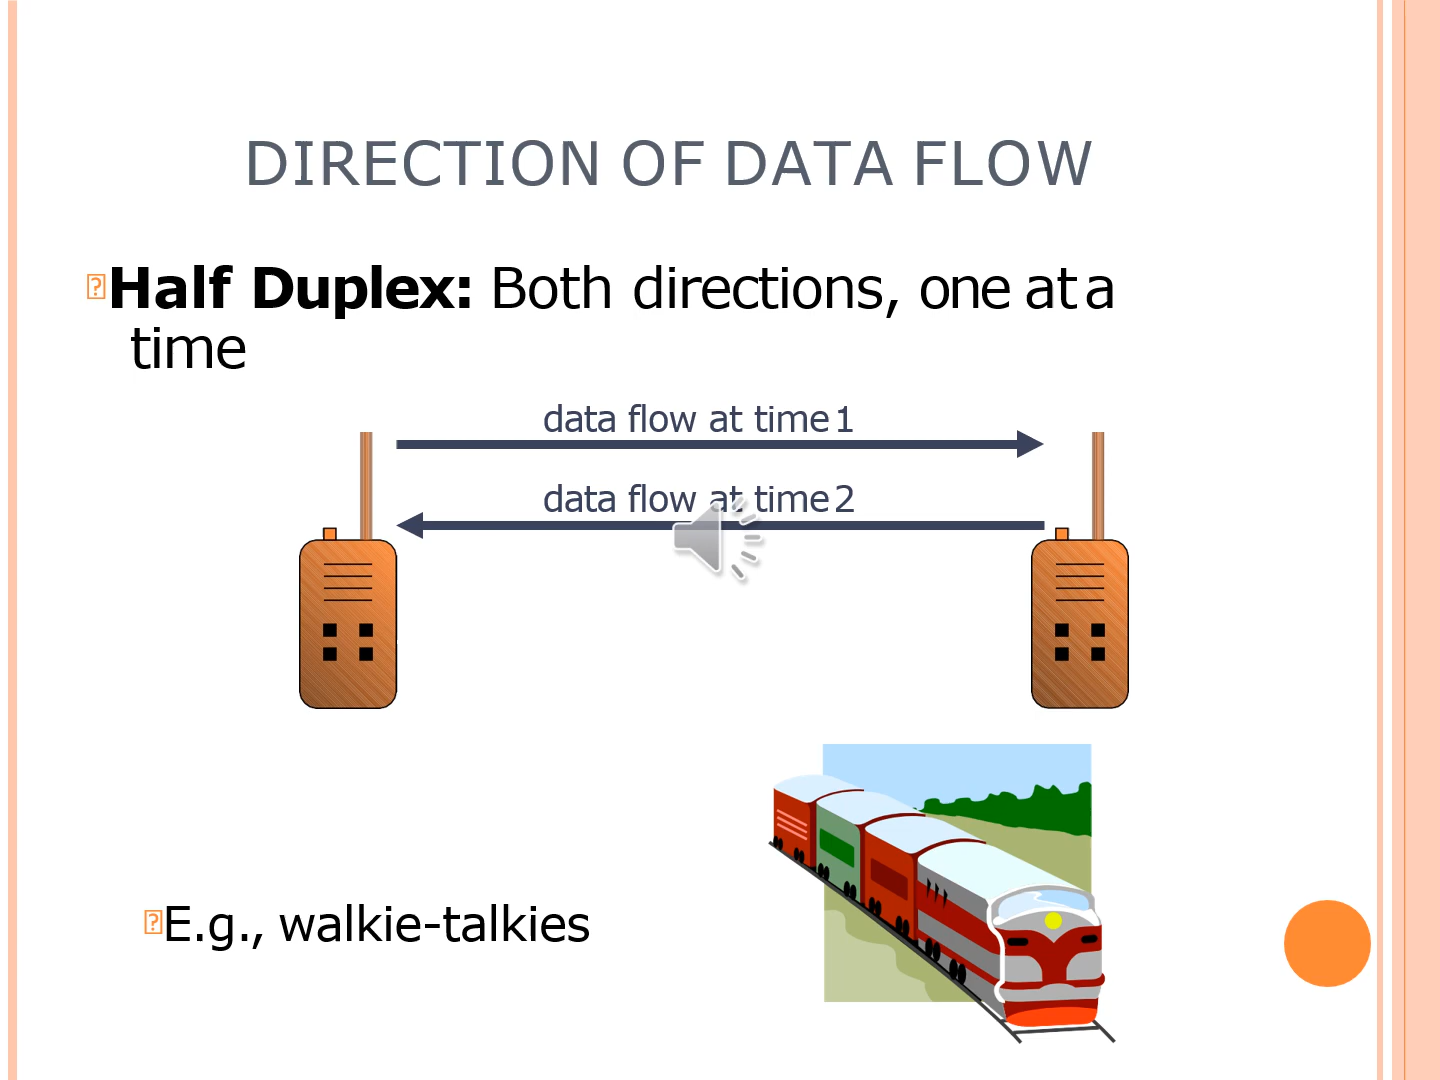 DIRECTION OF DATA FLOW
Half Duplex: Both directions, one at a
time
data flow at time 1
data flow at time 2
E.g., walkie-talkies